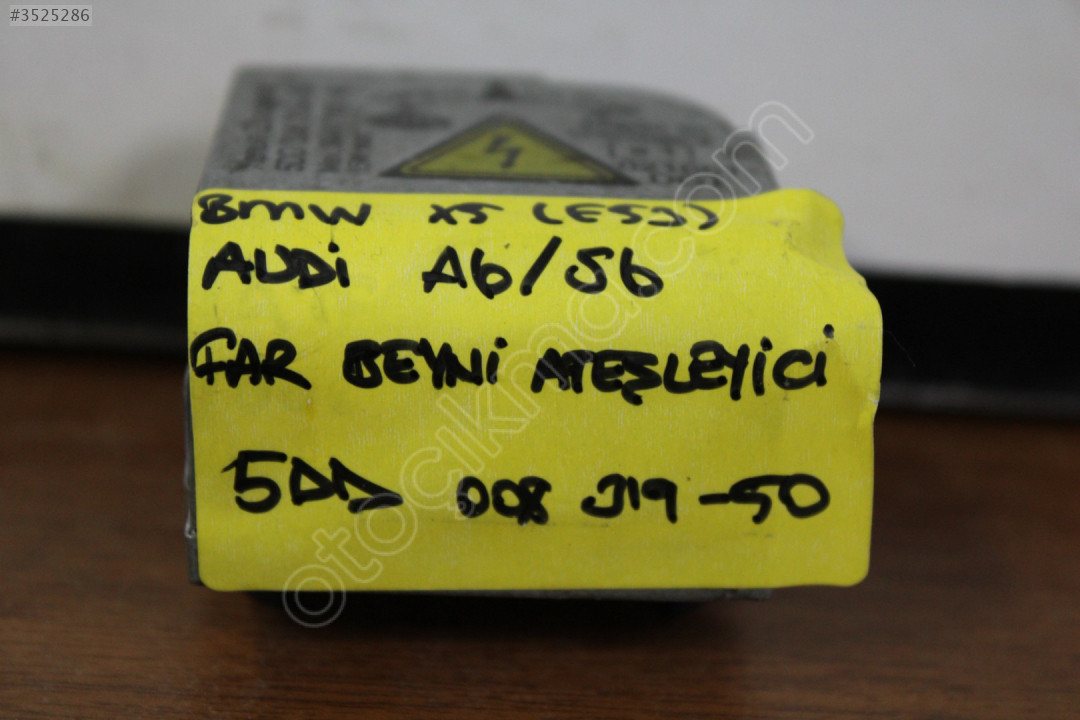 #3525286
BMW X5 (E53)
AUDİ A6/S6
FAR BEYNİ ATEŞLEYİCİ
5DD 008 319-50
otoçıkma.com